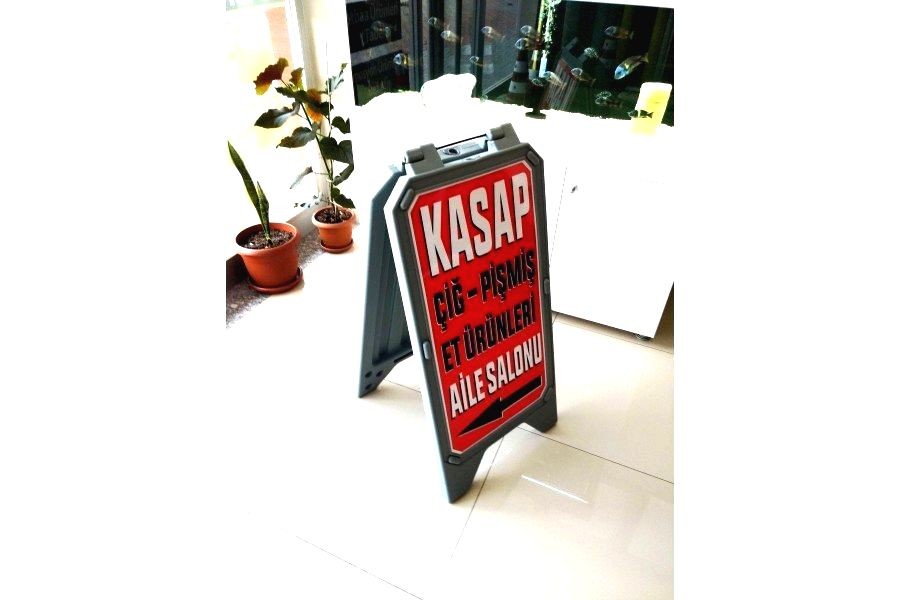 KASAP
ÇİĞ - PİŞMİŞ
ET ÜRÜNLERİ
AİLE SALONU